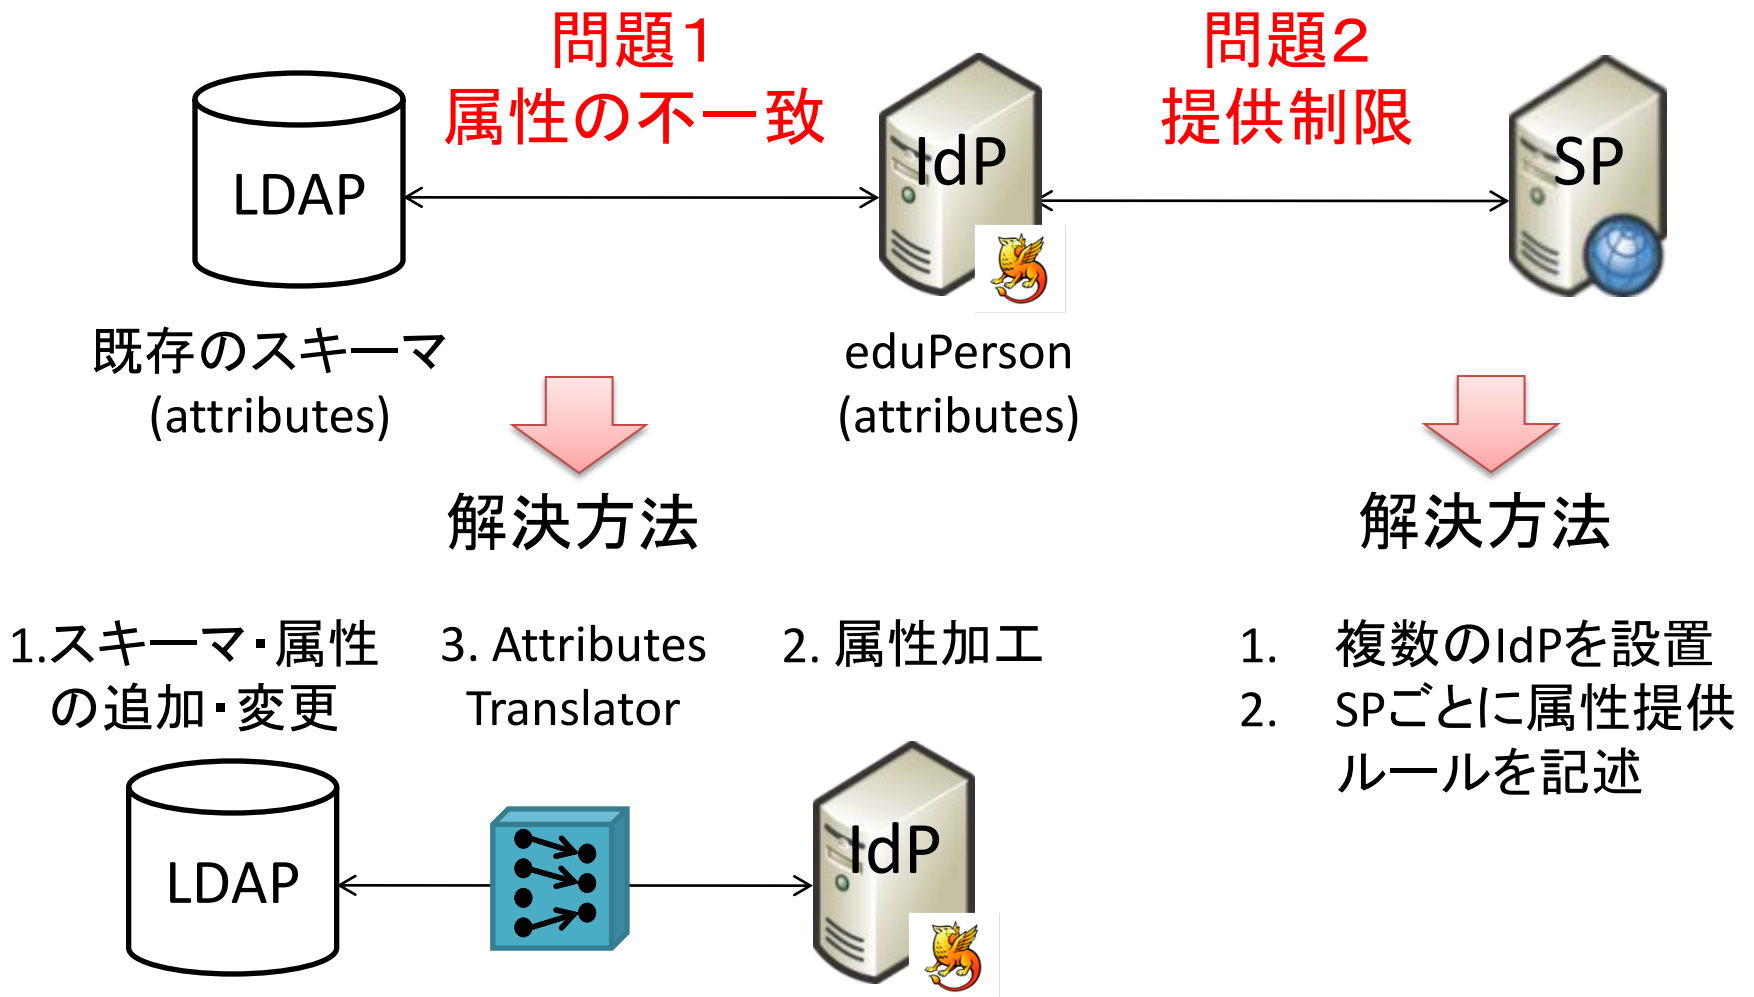 問題１
属性の不一致
問題２
提供制限
LDAP
IdP
SP
既存のスキーマ
(attributes)
eduPerson
(attributes)
解決方法
解決方法
1.スキーマ・属性
の追加・変更
3. Attributes
Translator
2. 属性加工
1. 複数のIdPを設置
2. SPごとに属性提供
ルールを記述
LDAP
IdP